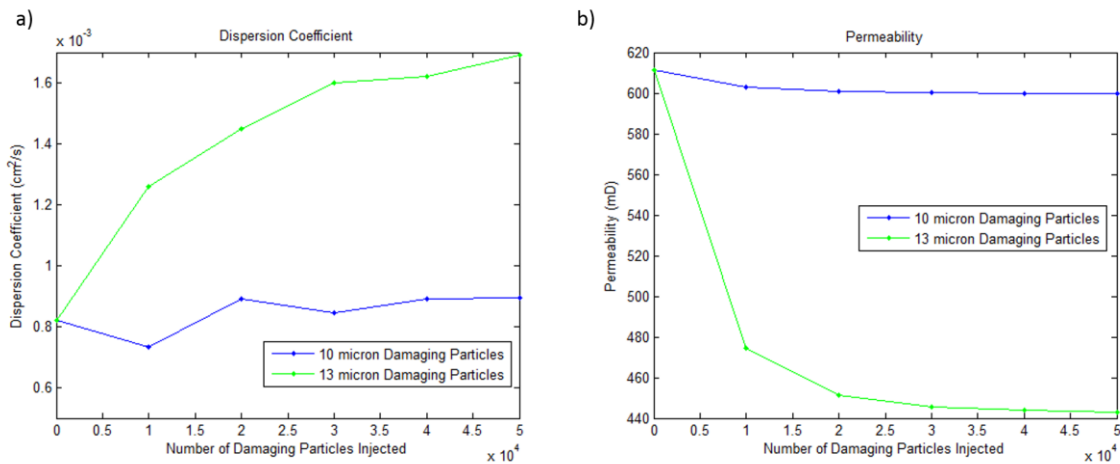 a)
Dispersion Coefficient
x 10⁻³
1.6
1.4
1.2
1
0.8
0.6
Dispersion Coefficient (cm²/s)
10 micron Damaging Particles
13 micron Damaging Particles
0 0.5 1 1.5 2 2.5 3 3.5 4 4.5 5
Number of Damaging Particles Injected
x 10⁴
b)
Permeability
620
600
580
560
540
520
500
480
460
440
Permeability (mD)
10 micron Damaging Particles
13 micron Damaging Particles
0 0.5 1 1.5 2 2.5 3 3.5 4 4.5 5
Number of Damaging Particles Injected
x 10⁴